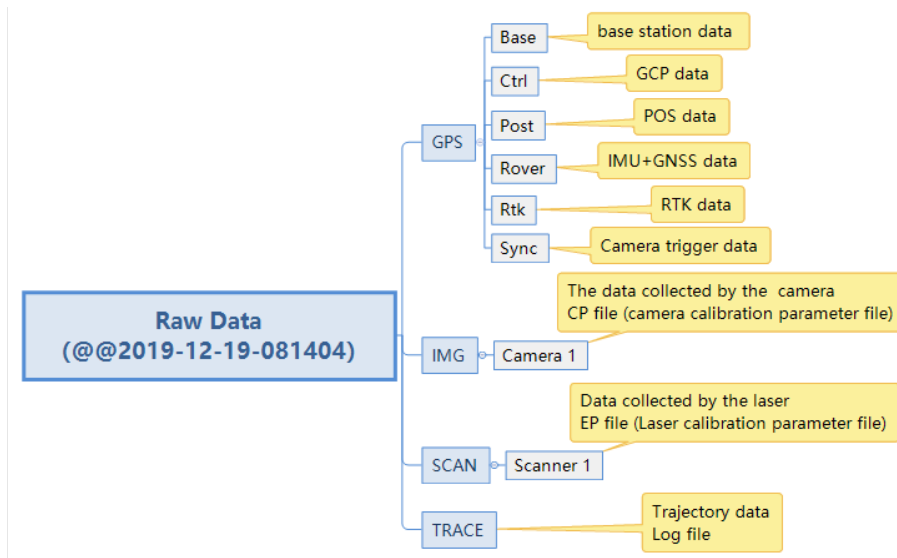 Base
base station data
Ctrl
GCP data
Post
POS data
GPS
Rover
IMU+GNSS data
Rtk
RTK data
Sync
Camera trigger data
Raw Data
(@@2019-12-19-081404)
The data collected by the camera
CP file (camera calibration parameter file)
IMG
Camera 1
Data collected by the laser
EP file (Laser calibration parameter file)
SCAN
Scanner 1
Trajectory data
Log file
TRACE